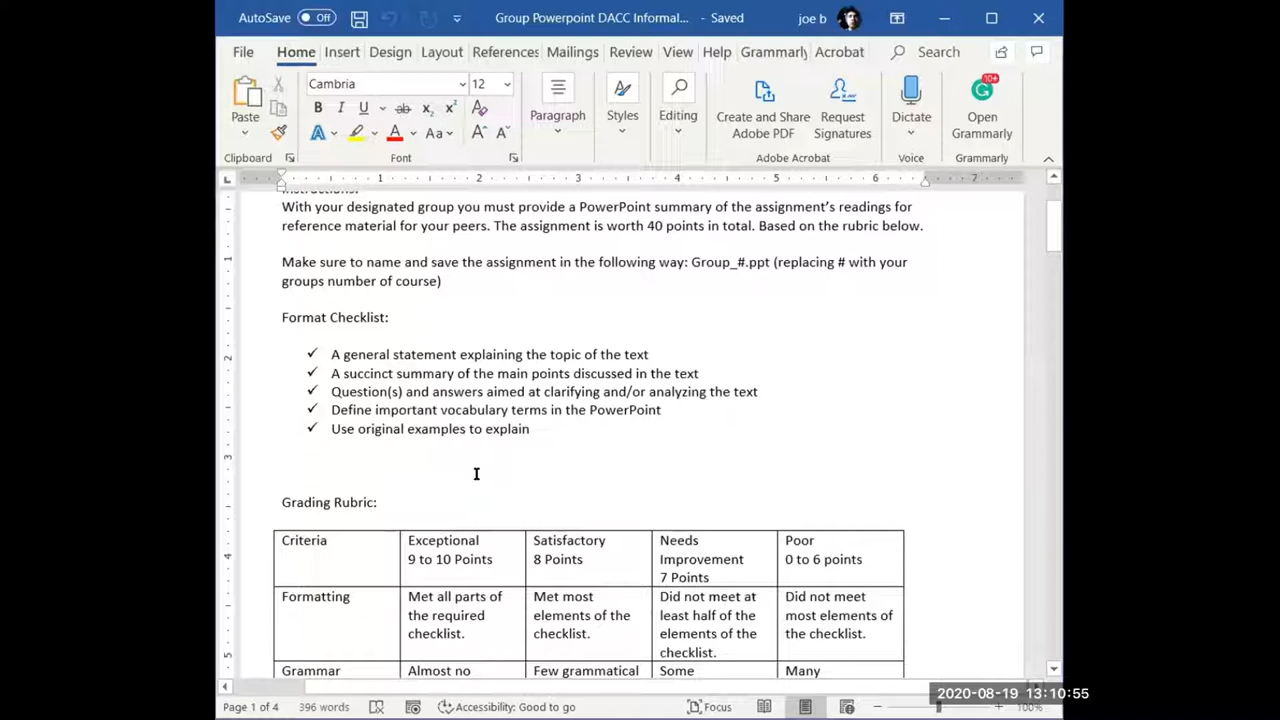 AutoSave Off Group Powerpoint DACC Informal... - Saved joe b
File Home Insert Design Layout References Mailings Review View Help Grammarly Acrobat Search
Cambria 12
Paste Paragraph Styles Editing Create and Share Adobe PDF Request Signatures Dictate Open Grammarly
10+
Clipboard Font Adobe Acrobat Voice Grammarly
1 2 3 4 5 6 7
Instructions:
With your designated group you must provide a PowerPoint summary of the assignment's readings for
reference material for your peers. The assignment is worth 40 points in total. Based on the rubric below.
Make sure to name and save the assignment in the following way: Group_#.ppt (replacing # with your
groups number of course)
Format Checklist:
✓ A general statement explaining the topic of the text
✓ A succinct summary of the main points discussed in the text
✓ Question(s) and answers aimed at clarifying and/or analyzing the text
✓ Define important vocabulary terms in the PowerPoint
✓ Use original examples to explain
Grading Rubric:
Criteria Exceptional Satisfactory Needs Poor
9 to 10 Points 8 Points Improvement 0 to 6 points
7 Points
Formatting Met all parts of Met most Did not meet at Did not meet
the required elements of the least half of the most elements of
checklist. checklist. elements of the the checklist.
checklist.
Grammar Almost no Few grammatical Some Many
2020-08-19 13:10:55
Page 1 of 4 396 words Accessibility: Good to go Focus 100%